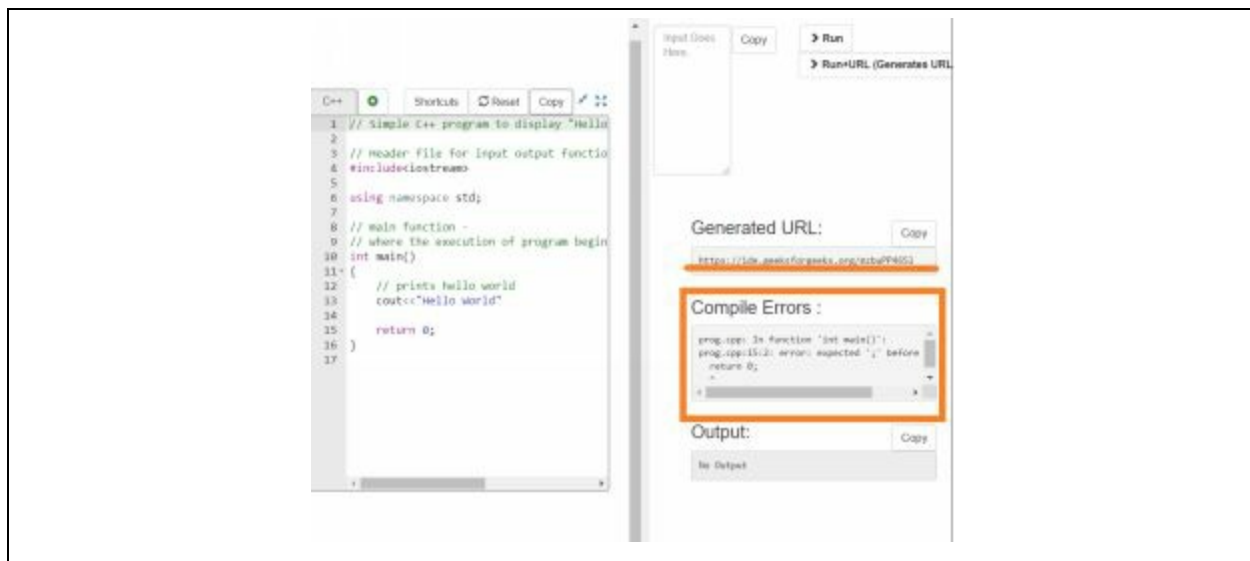 C++
Shortcuts
Reset
Copy
1 // Simple C++ program to display "Hello
2
3 // Header file for input output functio
4 #include<iostream>
5
6 using namespace std;
7
8 // main function -
9 // where the execution of program begin
10 int main()
11 {
12 // prints hello world
13 cout<<"Hello World"
14
15 return 0;
16 }
17
Input Goes
Here.
Copy
Run
Run+URL (Generates URL
Generated URL:
Copy
https://ide.geeksforgeeks.org/
Compile Errors :
prog.cpp: In function 'int main()':
prog.cpp:15:2: error: expected ';' before
return 0;
^
Output:
Copy
No Output